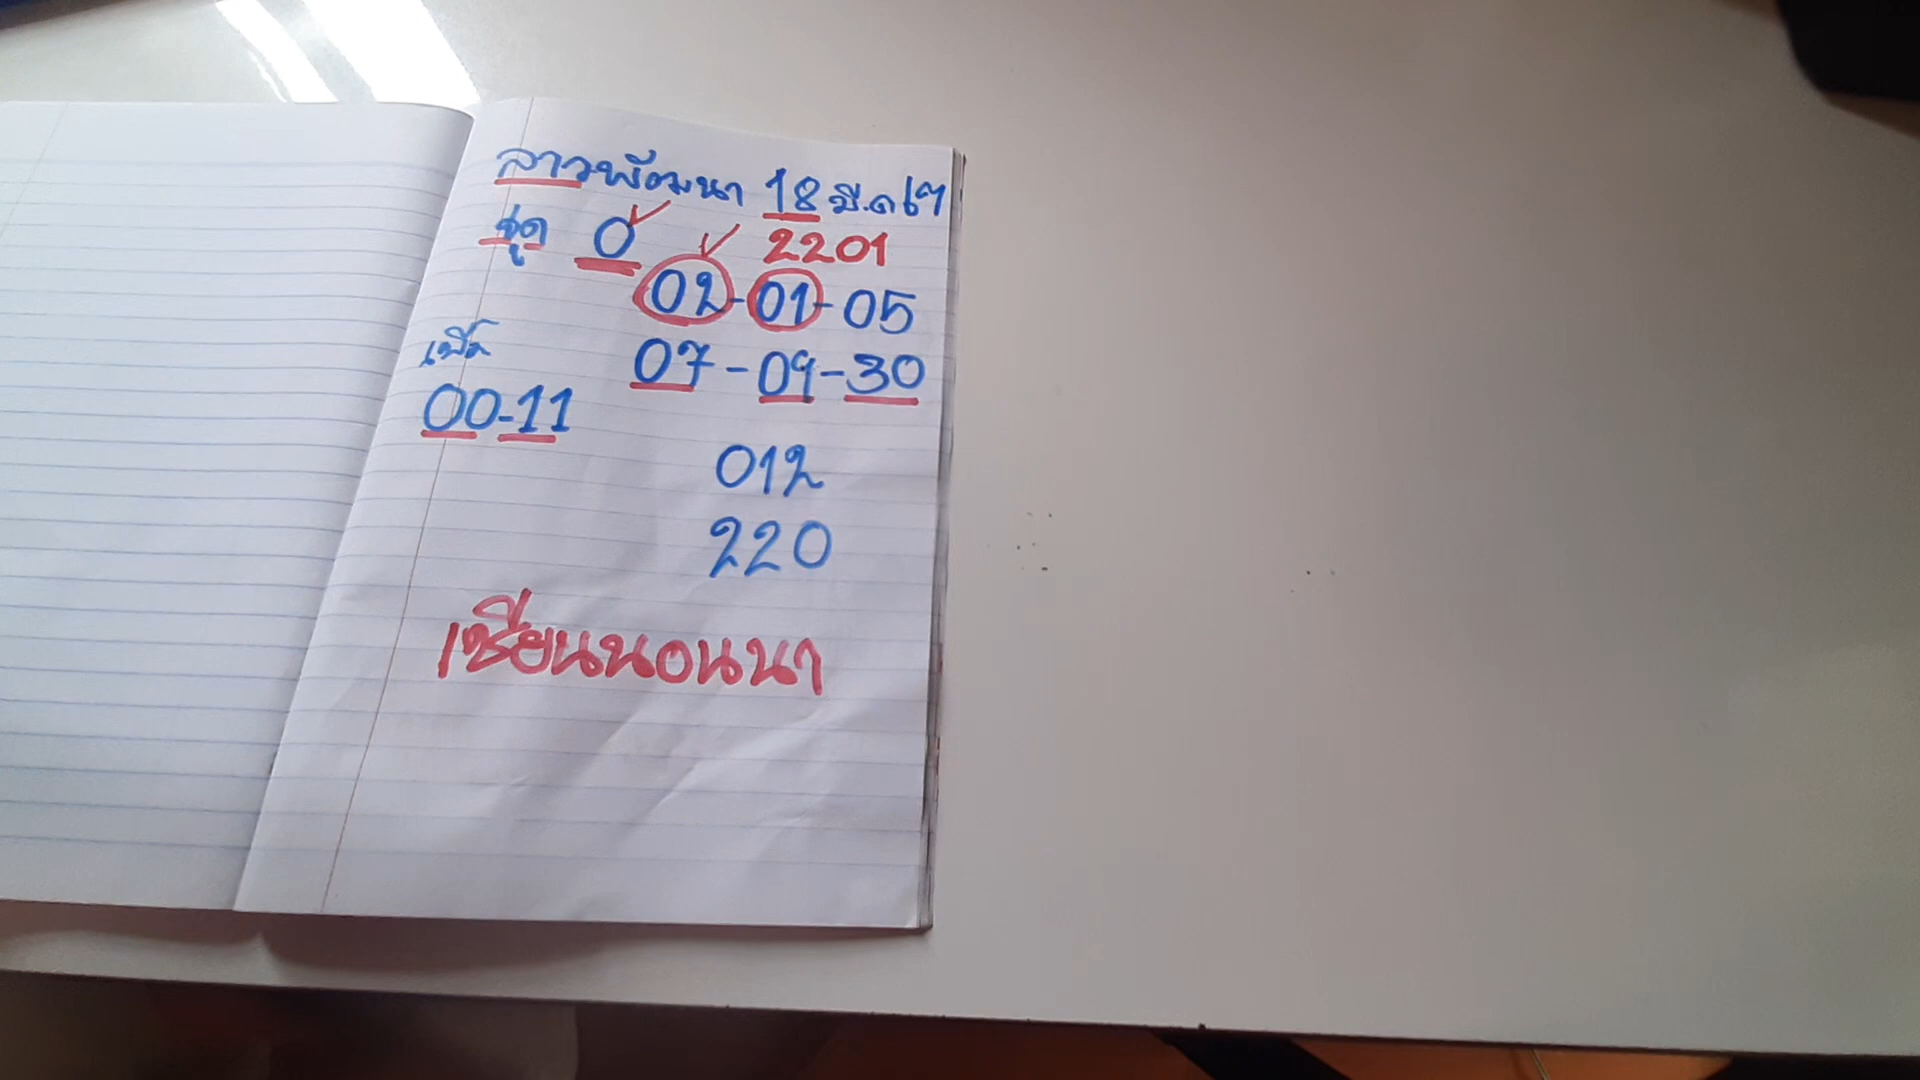 ลาวพัฒนา 18 มี.ค 67
ชุด 0 2201
02-01-05
07-09-30
เบิ้ล
00-11
012
220
เซียนนอนนา